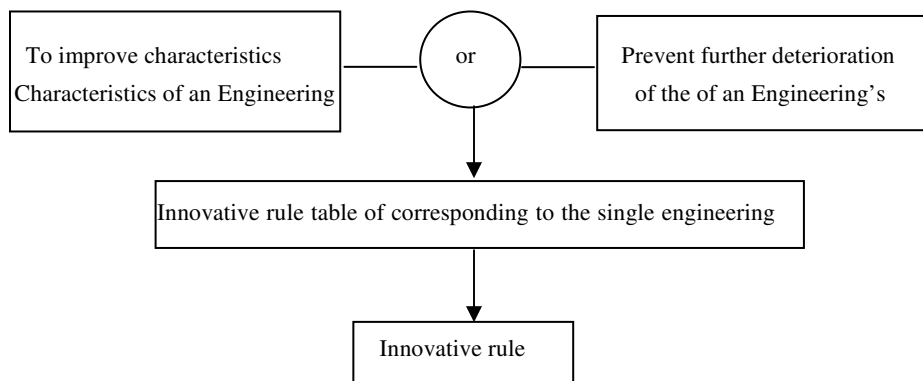 To improve characteristics
Characteristics of an Engineering
or
Prevent further deterioration
of the of an Engineering’s
Innovative rule table of corresponding to the single engineering
Innovative rule